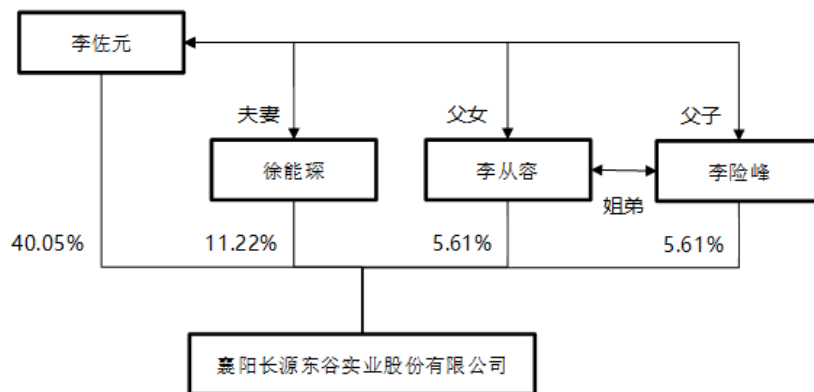 李佐元
夫妻
父女
父子
徐能琛
李从容
李险峰
姐弟
40.05%
11.22%
5.61%
5.61%
襄阳长源东谷实业股份有限公司